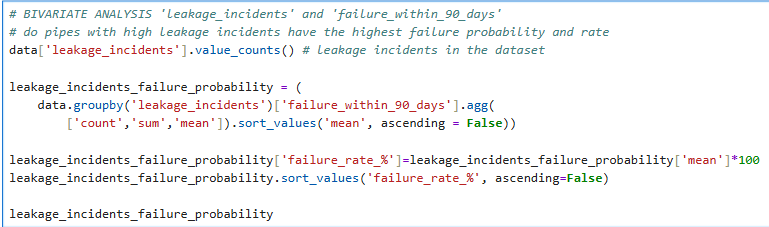 # BIVARIATE ANALYSIS 'leakage_incidents' and 'failure_within_90_days'
# do pipes with high leakage incidents have the highest failure probability and rate
data['leakage_incidents'].value_counts() # leakage incidents in the dataset

leakage_incidents_failure_probability = (
    data.groupby('leakage_incidents')['failure_within_90_days'].agg(
        ['count','sum','mean']).sort_values('mean', ascending = False))

leakage_incidents_failure_probability['failure_rate_%']=leakage_incidents_failure_probability['mean']*100
leakage_incidents_failure_probability.sort_values('failure_rate_%', ascending=False)

leakage_incidents_failure_probability